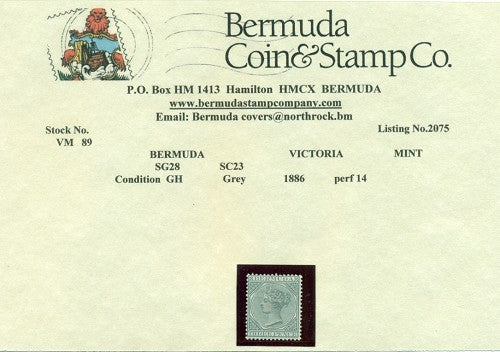 Bermuda
Coin&Stamp Co.
P.O. Box HM 1413 Hamilton HMCX BERMUDA
www.bermudastampcompany.com
Email: Bermuda covers@northrock.bm
Stock No. Listing No.2075
VM 89
BERMUDA VICTORIA MINT
SG28 SC23
Condition GH Grey 1886 perf 14